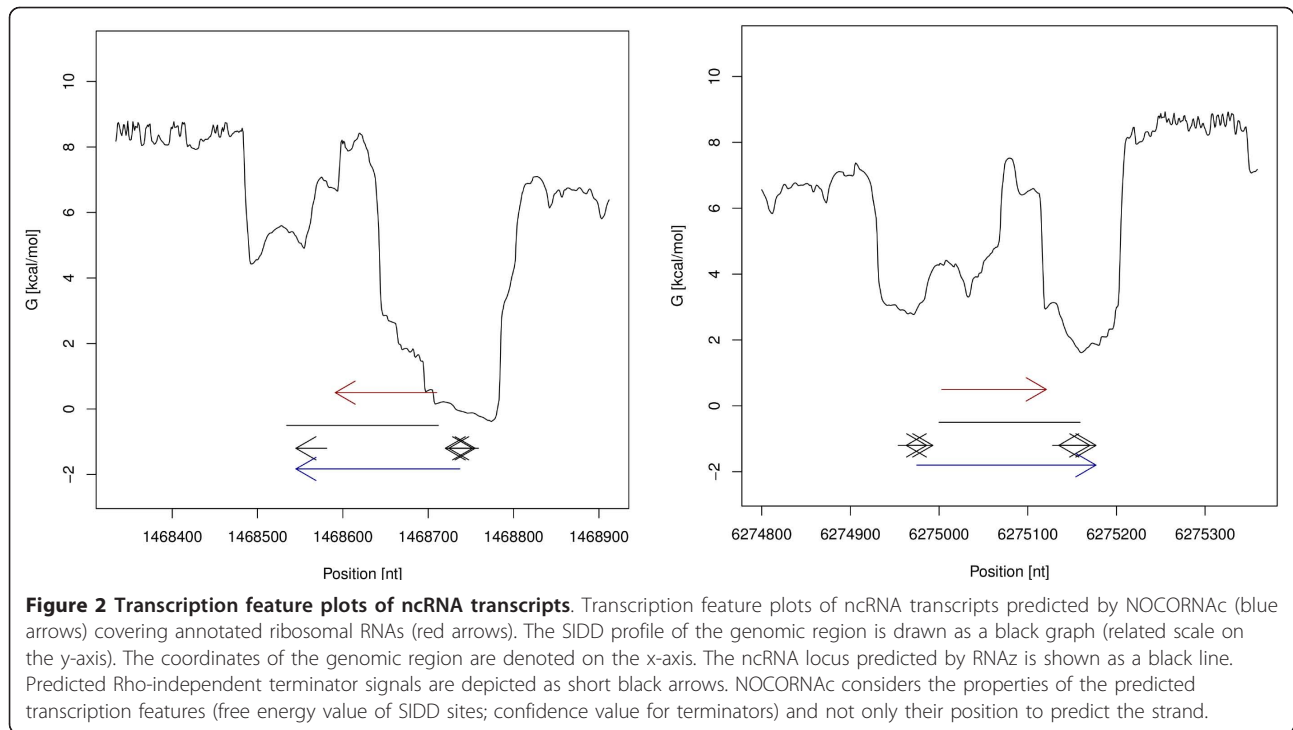 10
8
6
4
2
0
−2
G [kcal/mol]
1468400 1468500 1468600 1468700 1468800 1468900
Position [nt]
10
8
6
4
2
0
−2
G [kcal/mol]
6274800 6274900 6275000 6275100 6275200 6275300
Position [nt]
Figure 2 Transcription feature plots of ncRNA transcripts. Transcription feature plots of ncRNA transcripts predicted by NOCORNAc (blue
arrows) covering annotated ribosomal RNAs (red arrows). The SIDD profile of the genomic region is drawn as a black graph (related scale on
the y-axis). The coordinates of the genomic region are denoted on the x-axis. The ncRNA locus predicted by RNAz is shown as a black line.
Predicted Rho-independent terminator signals are depicted as short black arrows. NOCORNAc considers the properties of the predicted
transcription features (free energy value of SIDD sites; confidence value for terminators) and not only their position to predict the strand.